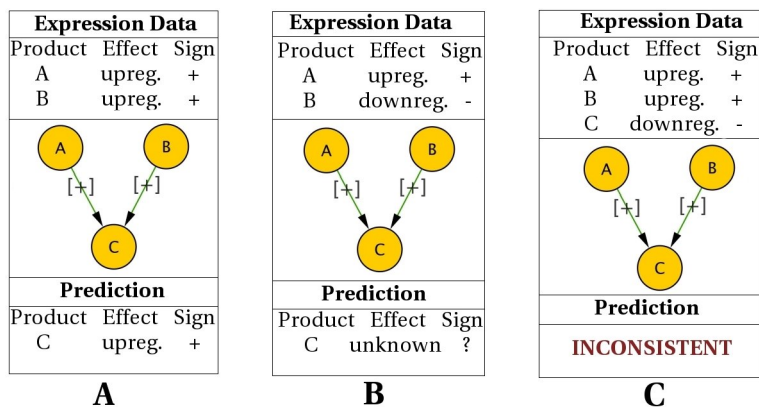 Expression Data
Product Effect Sign
A upreg. +
B upreg. +
A
B
[+]
[+]
C
Prediction
Product Effect Sign
C upreg. +
A
Expression Data
Product Effect Sign
A upreg. +
B downreg. -
A
B
[+]
[+]
C
Prediction
Product Effect Sign
C unknown ?
B
Expression Data
Product Effect Sign
A upreg. +
B upreg. +
C downreg. -
A
B
[+]
[+]
C
Prediction
INCONSISTENT
C